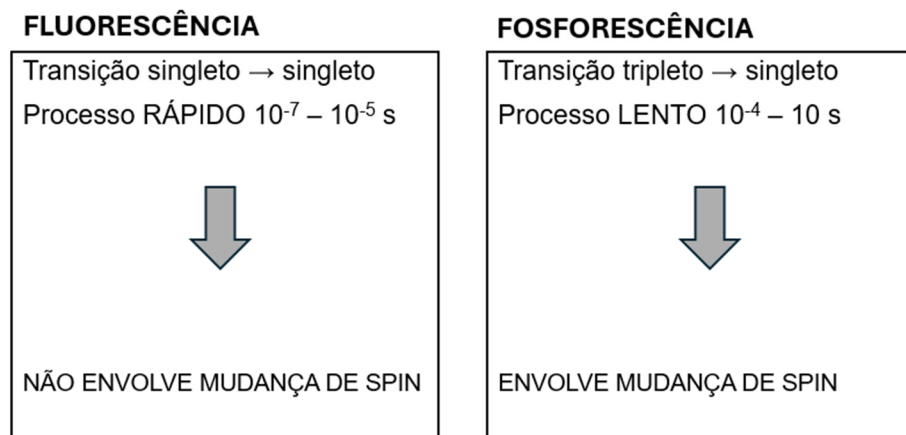 FLUORESCÊNCIA
Transição singleto → singleto
Processo RÁPIDO 10⁻⁷ – 10⁻⁵ s
NÃO ENVOLVE MUDANÇA DE SPIN
FOSFORESCÊNCIA
Transição tripleto → singleto
Processo LENTO 10⁻⁴ – 10 s
ENVOLVE MUDANÇA DE SPIN